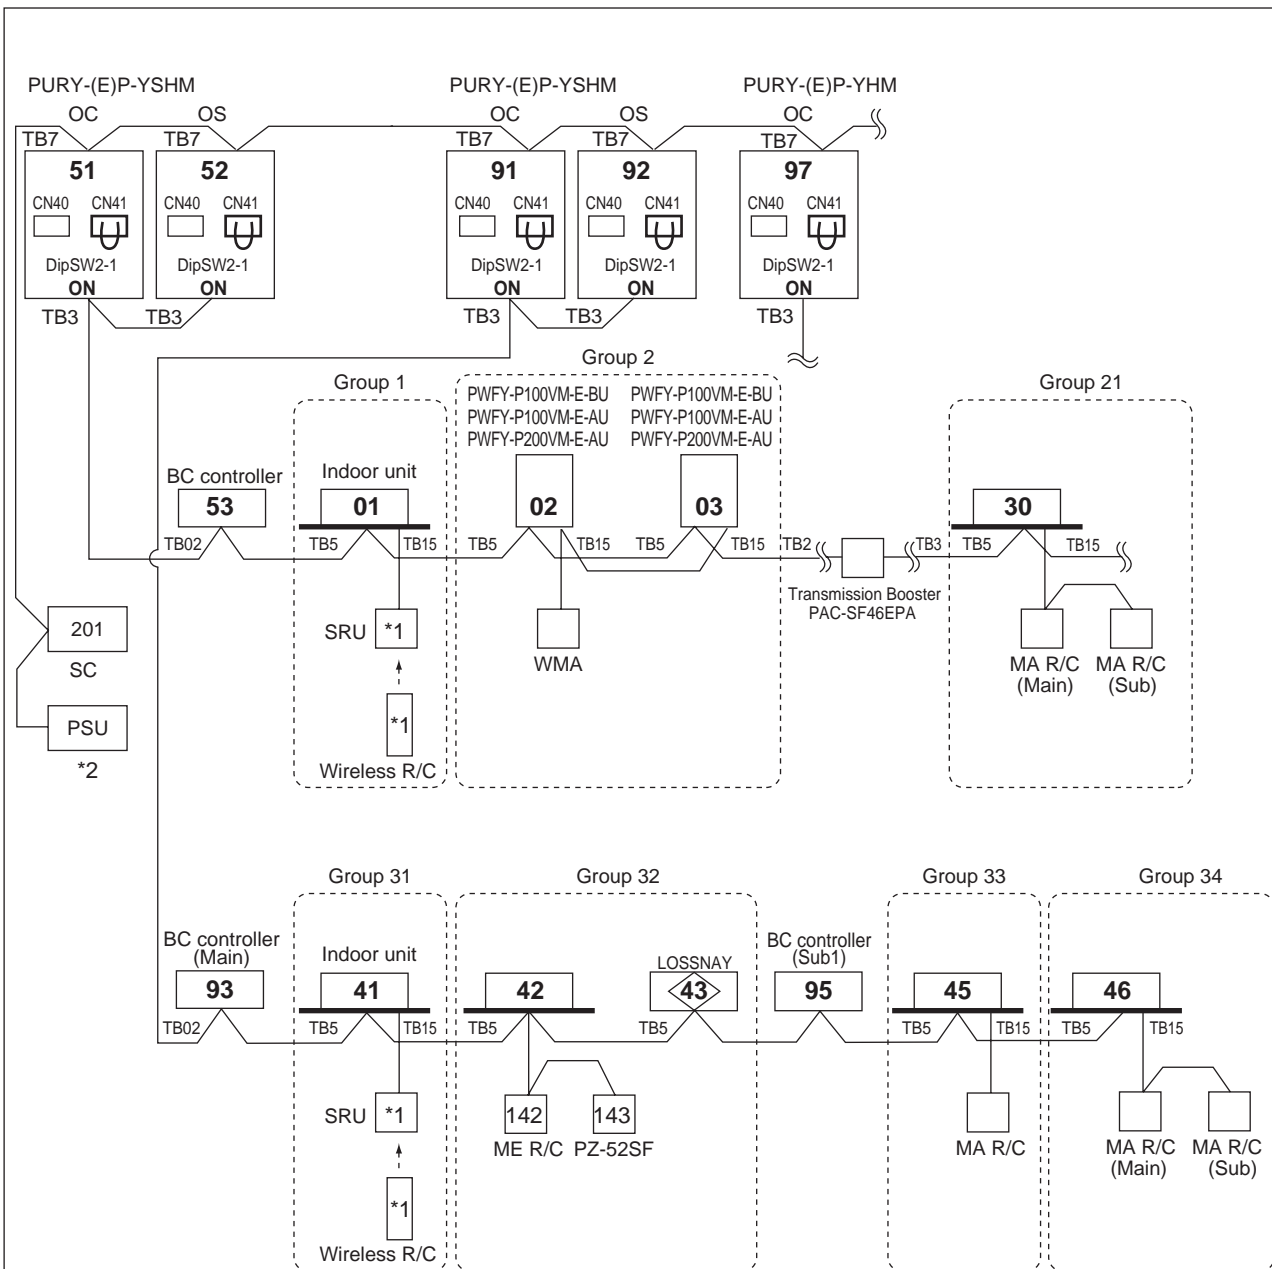 PURY-(E)P-YSHM PURY-(E)P-YSHM PURY-(E)P-YHM
OC OS OC OS OC
TB7 TB7 TB7 TB7 TB7
51 52 91 92 97
CN40 CN41 CN40 CN41 CN40 CN41 CN40 CN41 CN40 CN41
DipSW2-1 DipSW2-1 DipSW2-1 DipSW2-1 DipSW2-1
ON ON ON ON ON
TB3 TB3 TB3 TB3 TB3
Group 1 Group 2 Group 21
PWFY-P100VM-E-BU PWFY-P100VM-E-BU
PWFY-P100VM-E-AU PWFY-P100VM-E-AU
PWFY-P200VM-E-AU PWFY-P200VM-E-AU
BC controller Indoor unit
53 01 02 03 30
TB02 TB5 TB15 TB5 TB15 TB5 TB15 TB2 TB3 TB5 TB15
Transmission Booster
PAC-SF46EPA
201
SC
SRU *1
WMA
MA R/C
(Main)
MA R/C
(Sub)
PSU
*2
*1
Wireless R/C
Group 31 Group 32 Group 33 Group 34
BC controller
(Main)
Indoor unit
LOSSNAY
BC controller
(Sub1)
93 41 42 43 95 45 46
TB02 TB5 TB15 TB5 TB5 TB5 TB15 TB5 TB15
SRU *1
142 143
ME R/C PZ-52SF
MA R/C
MA R/C
(Main)
MA R/C
(Sub)
*1
Wireless R/C